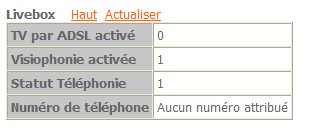 Livebox Haut Actualiser
TV par ADSL activé 0
Visiophonie activée 1
Statut Téléphonie 1
Numéro de téléphone Aucun numéro attribué